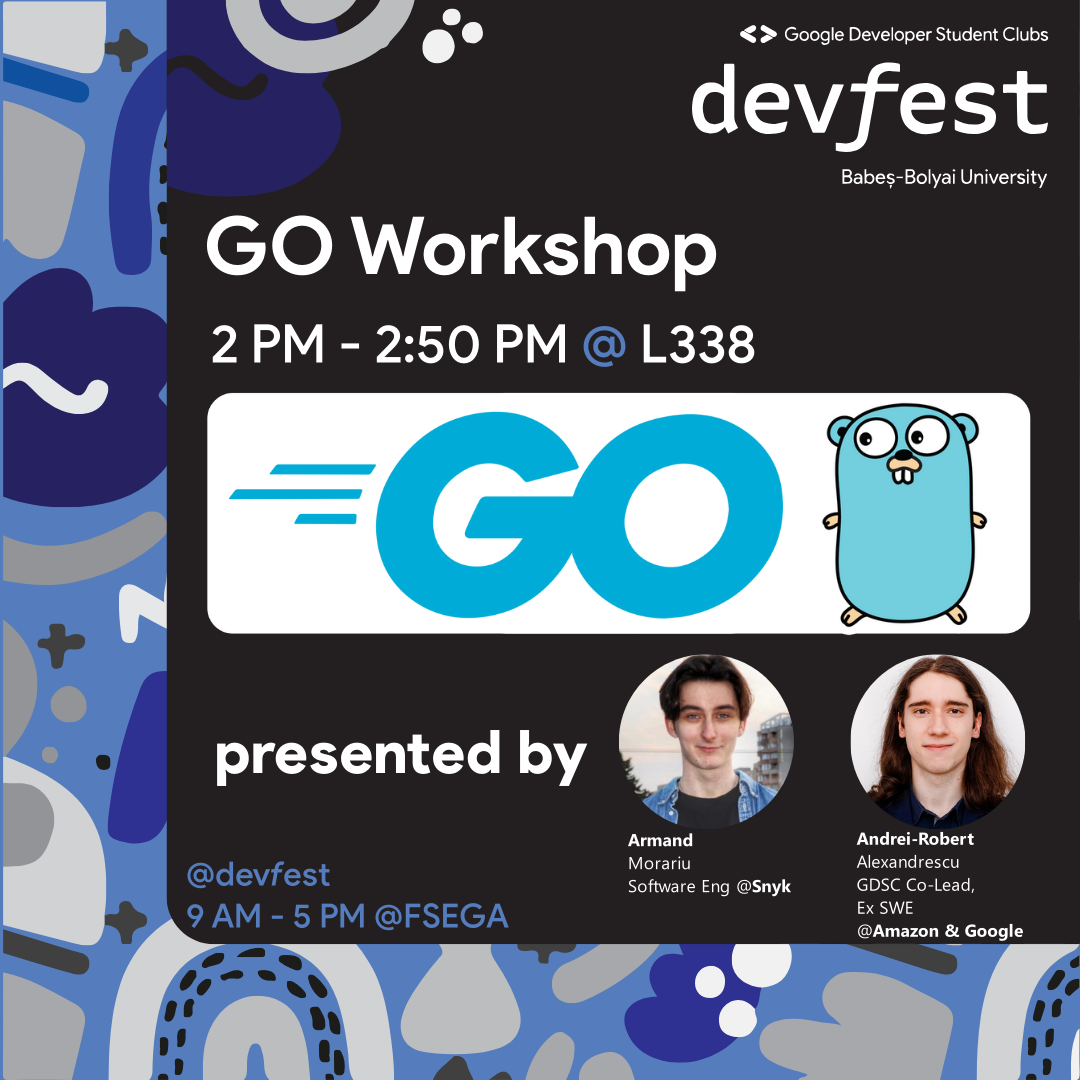 <> Google Developer Student Clubs
devfest
Babeș-Bolyai University
GO Workshop
2 PM - 2:50 PM @ L338
GO
presented by
Armand
Morariu
Software Eng @Snyk
Andrei-Robert
Alexandrescu
GDSC Co-Lead,
Ex SWE
@Amazon & Google
@devfest
9 AM - 5 PM @FSEGA